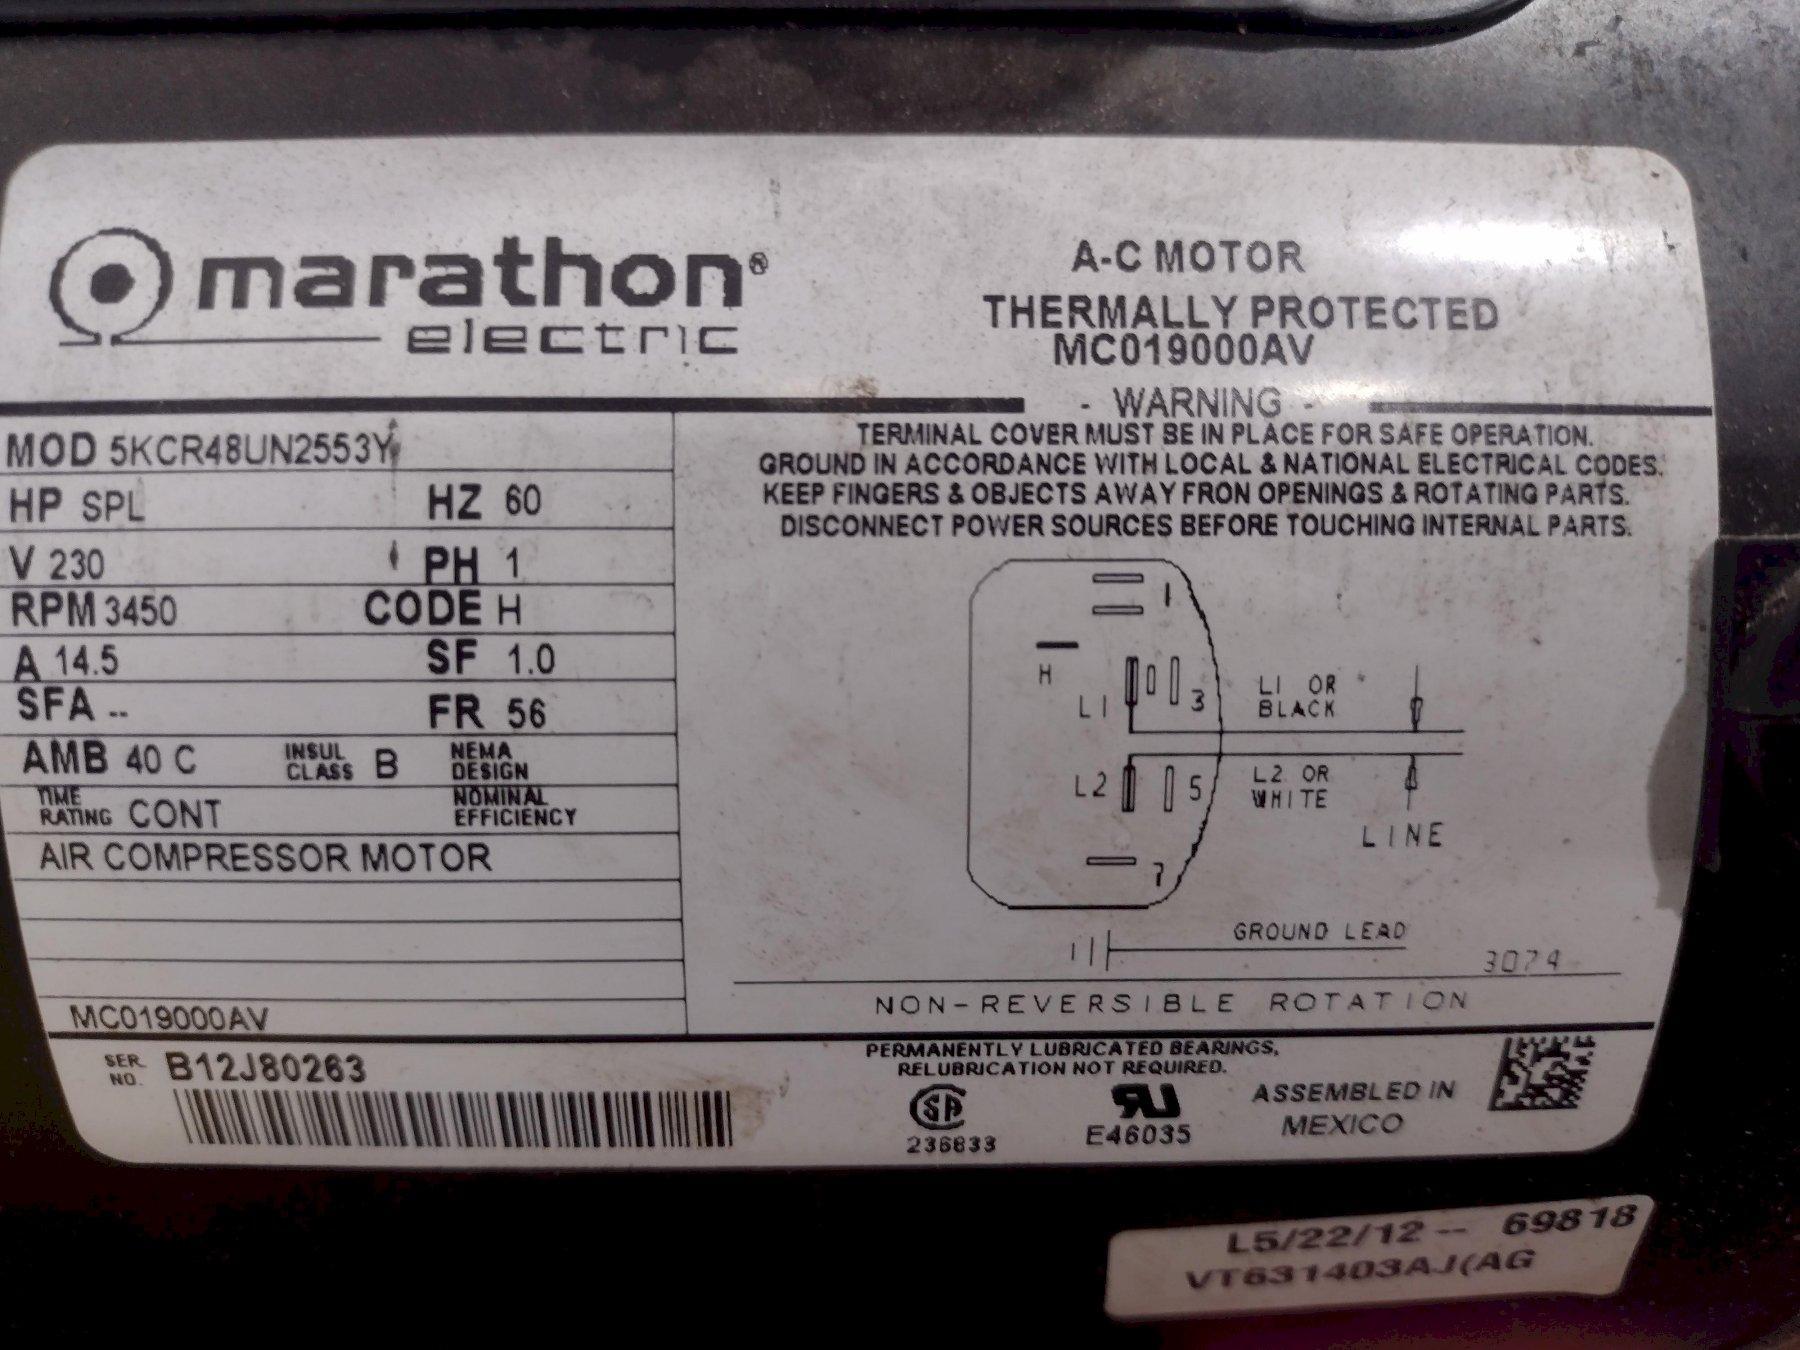 marathon®
electric
A-C MOTOR
THERMALLY PROTECTED
MC019000AV
- WARNING -
TERMINAL COVER MUST BE IN PLACE FOR SAFE OPERATION.
GROUND IN ACCORDANCE WITH LOCAL & NATIONAL ELECTRICAL CODES.
KEEP FINGERS & OBJECTS AWAY FRON OPENINGS & ROTATING PARTS.
DISCONNECT POWER SOURCES BEFORE TOUCHING INTERNAL PARTS.
MOD 5KCR48UN2553Y
HP SPL HZ 60
V 230 PH 1
RPM 3450 CODE H
A 14.5 SF 1.0
SFA -- FR 56
AMB 40 C INSUL CLASS B NEMA DESIGN
TIME RATING CONT NOMINAL EFFICIENCY
AIR COMPRESSOR MOTOR
MC019000AV
1
H
L1 3
L1 OR
BLACK
L2 5
L2 OR
WHITE
LINE
7
GROUND LEAD
3074
NON-REVERSIBLE ROTATION
SER. NO. B12J80263
PERMANENTLY LUBRICATED BEARINGS,
RELUBRICATION NOT REQUIRED.
SA
236833
RU
E46035
ASSEMBLED IN
MEXICO
L5/22/12 -- 69818
VT631403AJ(AG